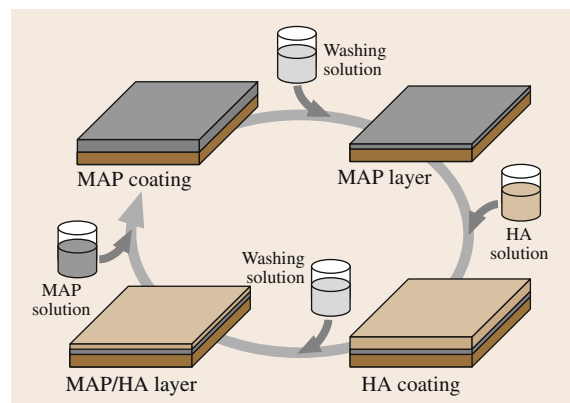 Washing
solution
MAP coating
MAP layer
HA
solution
Washing
solution
MAP
solution
MAP/HA layer
HA coating